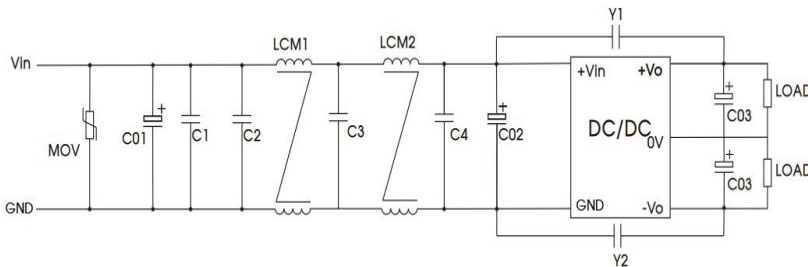 Y1
LCM1
LCM2
Vin
+Vin
+Vo
MOV
C01
+
C1
C2
C3
C4
+
C02
DC/DC
0V
+
C03
LOAD
+
C03
LOAD
GND
GND
-Vo
Y2